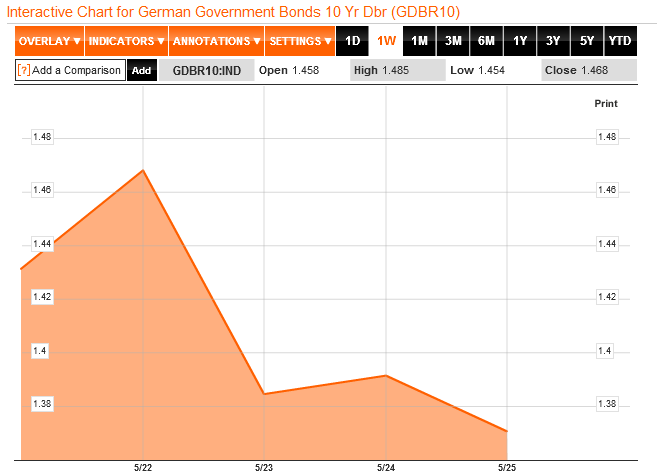 Interactive Chart for German Government Bonds 10 Yr Dbr (GDBR10)
OVERLAY ▼ INDICATORS ▼ ANNOTATIONS ▼ SETTINGS ▼ 1D 1W 1M 3M 6M 1Y 3Y 5Y YTD
[?] Add a Comparison Add GDBR10:IND Open 1.458 High 1.485 Low 1.454 Close 1.468
Print
1.48 1.48
1.46 1.46
1.44 1.44
1.42 1.42
1.4 1.4
1.38 1.38
5/22 5/23 5/24 5/25